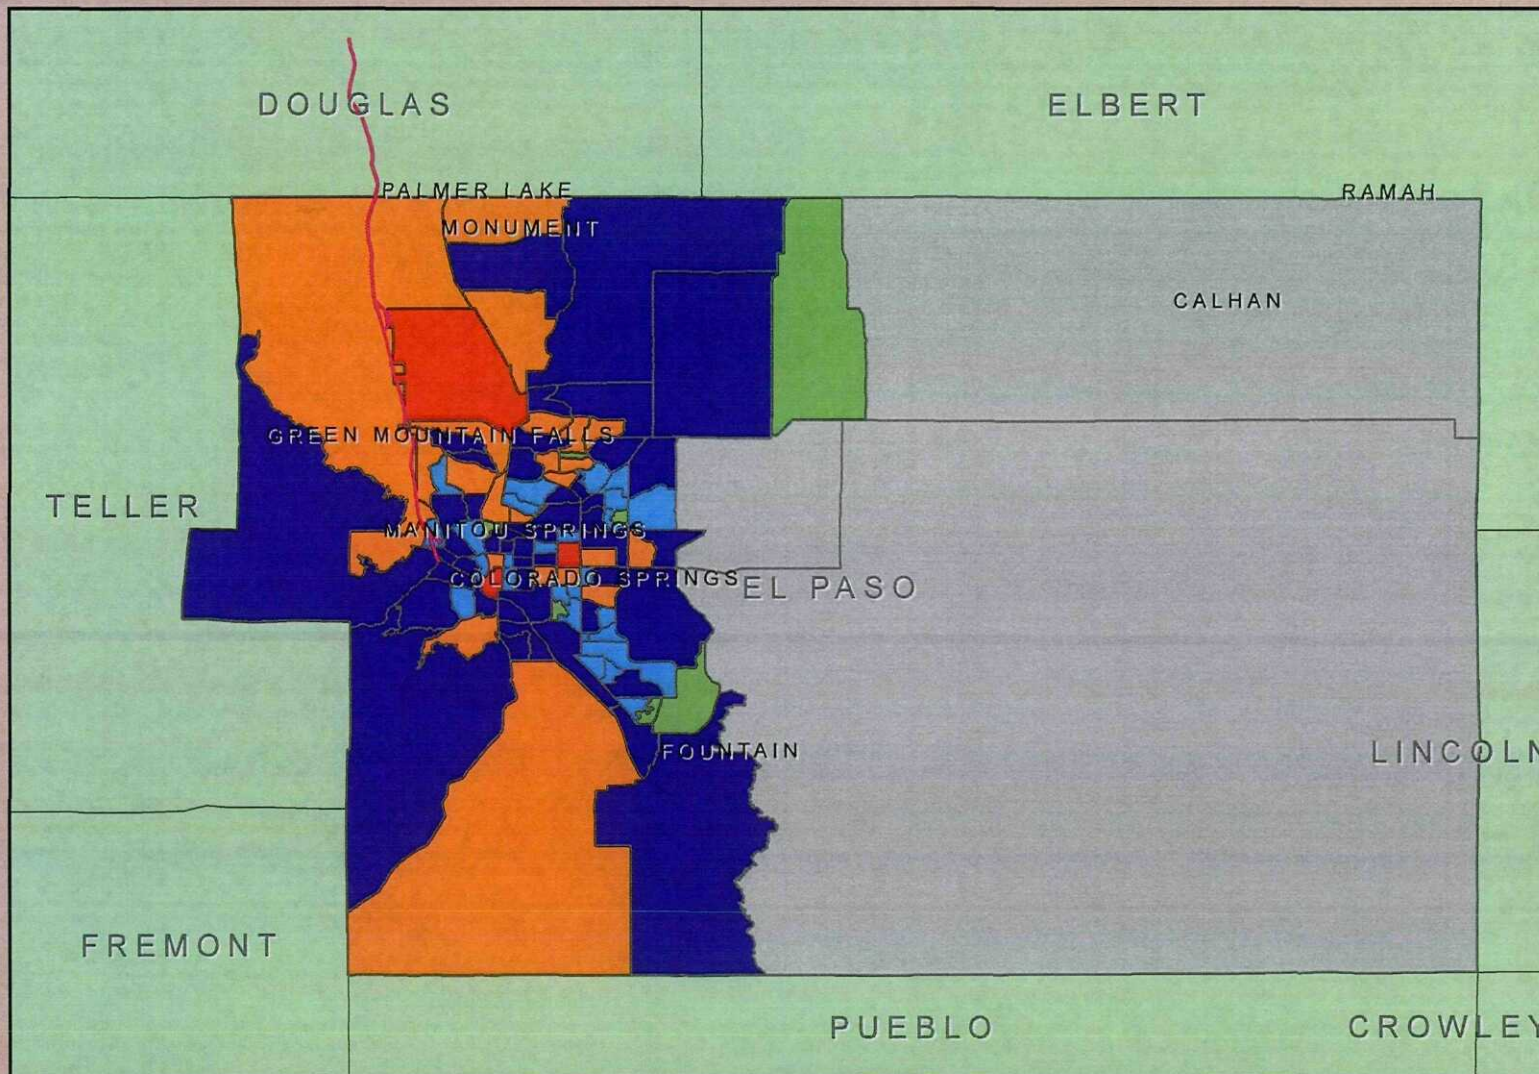 DOUGLAS
ELBERT
PALMER LAKE
RAMAH
MONUMENT
CALHAN
GREEN MOUNTAIN FALLS
TELLER
MANITOU SPRINGS
COLORADO SPRINGS
EL PASO
FOUNTAIN
LINCOLN
FREMONT
PUEBLO
CROWLEY